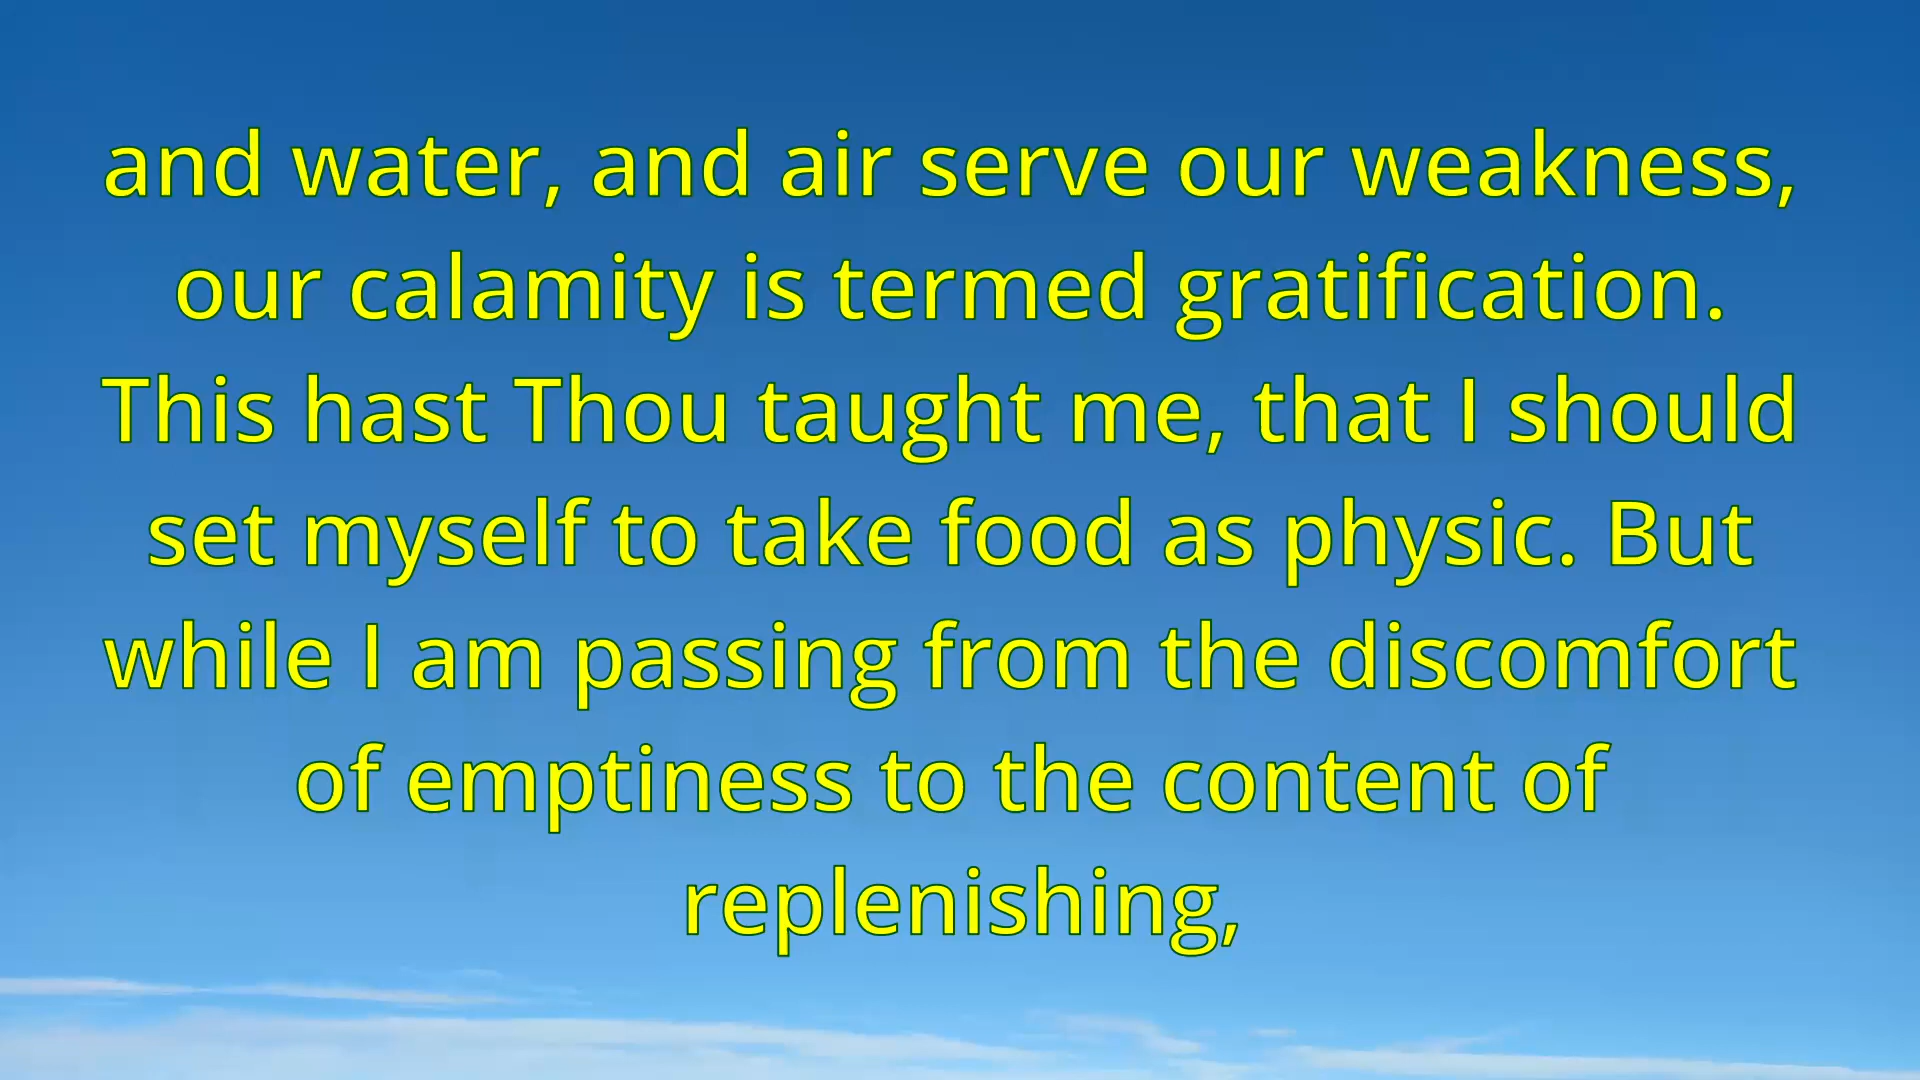 and water, and air serve our weakness,
our calamity is termed gratification.
This hast Thou taught me, that I should
set myself to take food as physic. But
while I am passing from the discomfort
of emptiness to the content of
replenishing,